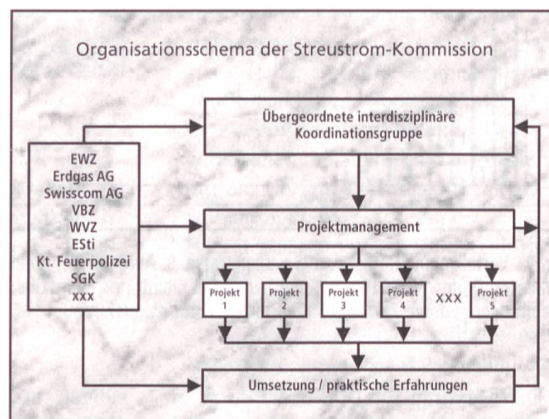 Organisationsschema der Streustrom-Kommission
Übergeordnete interdisziplinäre
Koordinationsgruppe
EWZ
Erdgas AG
Swisscom AG
VBZ
WVZ
ESti
Kt. Feuerpolizei
SGK
xxx
Projektmanagement
Projekt
1
Projekt
2
Projekt
3
Projekt
4
XXX
Projekt
5
Umsetzung / praktische Erfahrungen